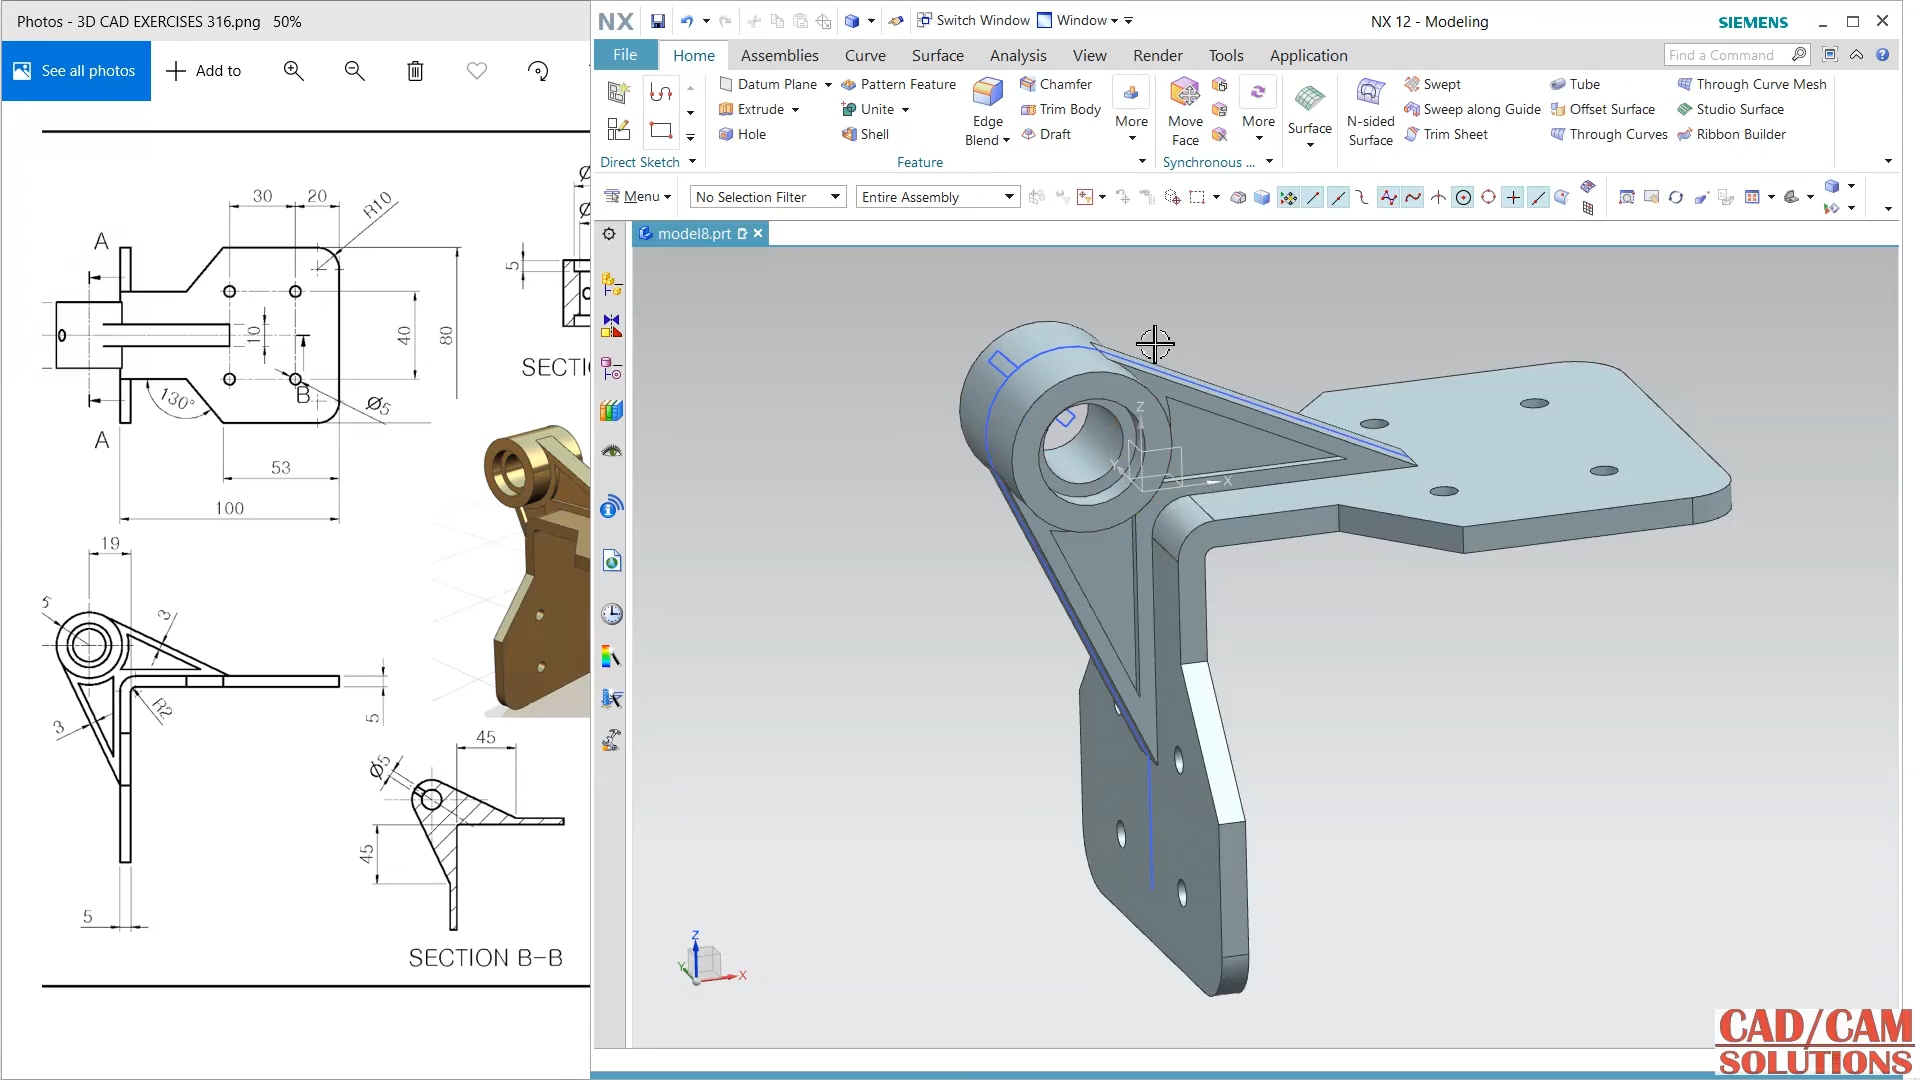 Photos - 3D CAD EXERCISES 316.png   50%
See all photos
Add to
NX
Switch Window
Window
NX 12 - Modeling
SIEMENS
File
Home
Assemblies
Curve
Surface
Analysis
View
Render
Tools
Application
Find a Command
Datum Plane
Extrude
Hole
Pattern Feature
Unite
Shell
Edge
Blend
Chamfer
Trim Body
Draft
More
Move
Face
More
Surface
N-sided
Surface
Swept
Sweep along Guide
Trim Sheet
Tube
Offset Surface
Through Curves
Through Curve Mesh
Studio Surface
Ribbon Builder
Direct Sketch
Feature
Synchronous ...
Menu
No Selection Filter
Entire Assembly
model8.prt
30
20
R10
A
10
40
80
B
130°
Ø5
A
53
100
5
SECTI
19
5
3
R2
3
5
5
45
Ø5
45
SECTION B-B
Z
X
Y
Z
Y
X
CAD/CAM
SOLUTIONS